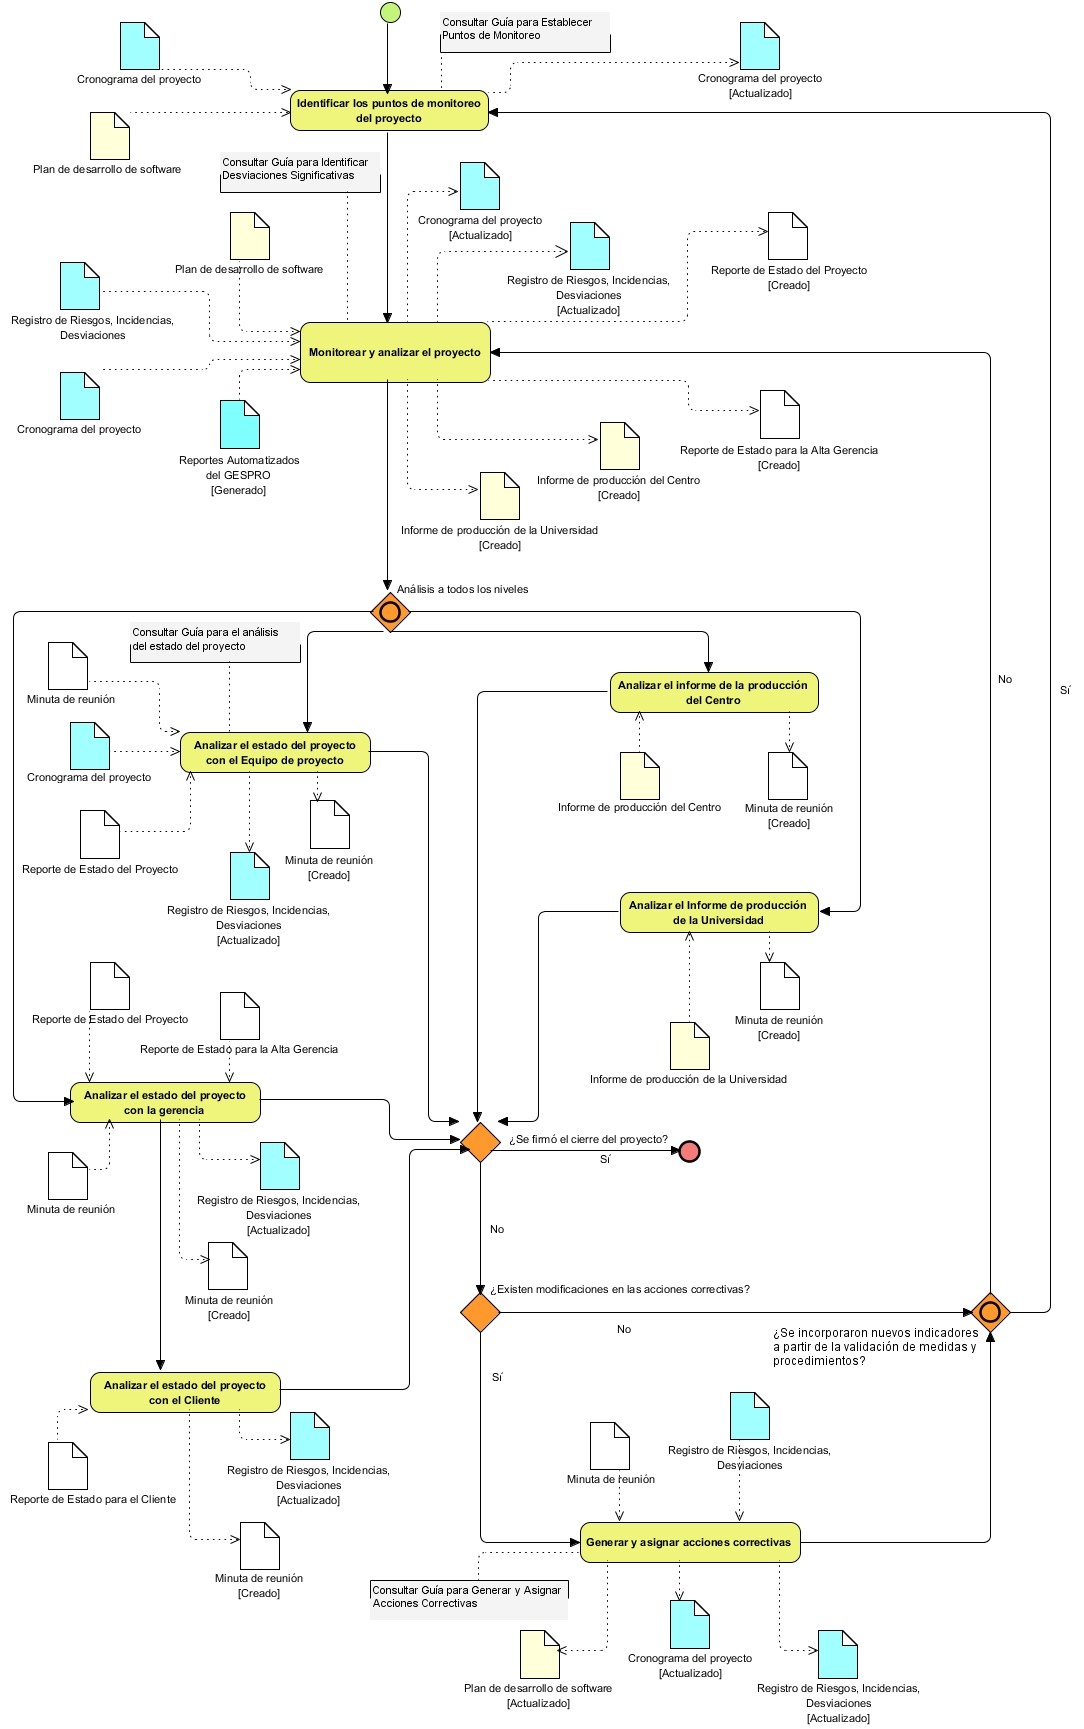 Consultar Guía para Establecer
Puntos de Monitoreo
Cronograma del proyecto
Cronograma del proyecto
[Actualizado]
Identificar los puntos de monitoreo
del proyecto
Plan de desarrollo de software
Consultar Guía para Identificar
Desviaciones Significativas
Cronograma del proyecto
[Actualizado]
Plan de desarrollo de software
Registro de Riesgos, Incidencias,
Desviaciones
[Actualizado]
Reporte de Estado del Proyecto
[Creado]
Registro de Riesgos, Incidencias,
Desviaciones
Monitorear y analizar el proyecto
Cronograma del proyecto
Reportes Automatizados
del GESPRO
[Generado]
Reporte de Estado para la Alta Gerencia
[Creado]
Informe de producción del Centro
[Creado]
Informe de producción de la Universidad
[Creado]
Análisis a todos los niveles
Consultar Guía para el análisis
del estado del proyecto
Minuta de reunión
Analizar el informe de la producción
del Centro
No
Sí
Analizar el estado del proyecto
con el Equipo de proyecto
Cronograma del proyecto
Informe de producción del Centro
Minuta de reunión
[Creado]
Reporte de Estado del Proyecto
Minuta de reunión
[Creado]
Registro de Riesgos, Incidencias,
Desviaciones
[Actualizado]
Analizar el Informe de producción
de la Universidad
Reporte de Estado del Proyecto
Minuta de reunión
[Creado]
Reporte de Estado para la Alta Gerencia
Informe de producción de la Universidad
Analizar el estado del proyecto
con la gerencia
¿Se firmó el cierre del proyecto?
Sí
Minuta de reunión
Registro de Riesgos, Incidencias,
Desviaciones
[Actualizado]
No
Minuta de reunión
[Creado]
¿Existen modificaciones en las acciones correctivas?
No
¿Se incorporaron nuevos indicadores
a partir de la validación de medidas y
procedimientos?
Sí
Analizar el estado del proyecto
con el Cliente
Registro de Riesgos, Incidencias,
Desviaciones
[Actualizado]
Reporte de Estado para el Cliente
Minuta de reunión
Registro de Riesgos, Incidencias,
Desviaciones
Generar y asignar acciones correctivas
Minuta de reunión
[Creado]
Consultar Guía para Generar y Asignar
Acciones Correctivas
Cronograma del proyecto
[Actualizado]
Plan de desarrollo de software
[Actualizado]
Registro de Riesgos, Incidencias,
Desviaciones
[Actualizado]